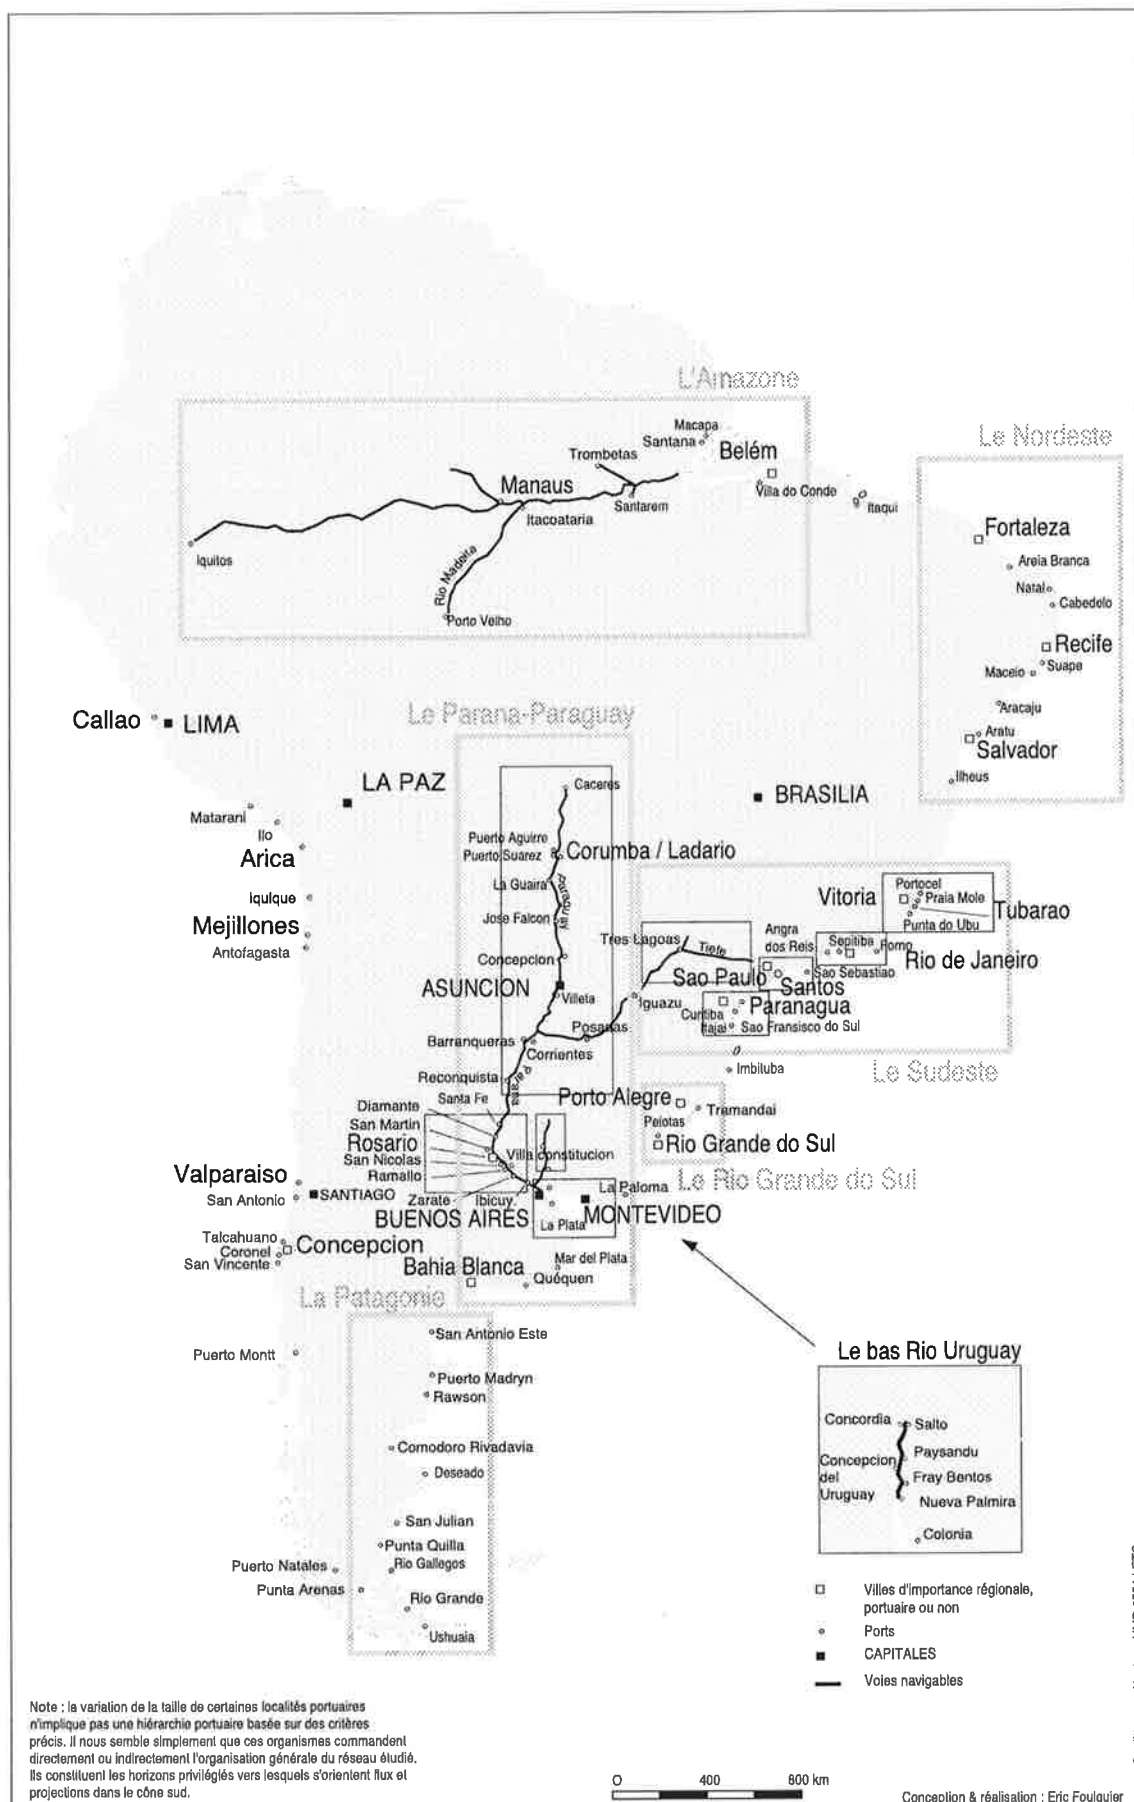 L'Amazone
Macapa
Santana
Trombetas
Belém
Manaus
Villa do Conde
Itaqui
Itacoataria
Santarem
Iquitos
Rio Madeira
Porto Velho
Le Nordeste
Fortaleza
Areia Branca
Natal
Cabedelo
Recife
Suape
Maceio
Aracaju
Aratu
Salvador
Ilheus
Callao
LIMA
LA PAZ
BRASILIA
Matarani
Ilo
Arica
Iquique
Mejillones
Antofagasta
Le Parana-Paraguay
Caceres
Puerto Aguirre
Puerto Suarez
Corumba / Ladario
La Guaira
Paraguay
Jose Falcon
Concepcion
ASUNCION
Villeta
Iguazu
Posadas
Barranqueras
Corrientes
Reconquista
Parana
Santa Fe
Diamante
San Martin
Rosario
San Nicolas
Ramallo
Villa constitucion
Zarate
Ibicuy.
BUENOS AIRES
La Plata
MONTEVIDEO
La Paloma
Mar del Plata
Bahia Blanca
Quéquen
Tres Lagoas
Tiete
Sao Paulo
Angra
dos Reis
Sepitiba
Forno
Vitoria
Portocel
Praia Mole
Punta do Ubu
Tubarao
Rio de Janeiro
Sao Sebastiao
Santos
Paranagua
Curitiba
Itajai
Sao Fransisco do Sul
Le Sudeste
Imbituba
Porto Alegre
Tramandai
Pelotas
Rio Grande do Sul
Le Rio Grande do Sul
Valparaiso
San Antonio
SANTIAGO
Talcahuano
Coronel
San Vincente
Concepcion
La Patagonie
San Antonio Este
Puerto Montt
Puerto Madryn
Rawson
Comodoro Rivadavia
Deseado
San Julian
Punta Quilla
Rio Gallegos
Puerto Natales
Punta Arenas
Rio Grande
Ushuaia
Le bas Rio Uruguay
Concordia
Salto
Paysandu
Concepcion
del
Uruguay
Fray Bentos
Nueva Palmira
Colonia
Villes d'importance régionale,
portuaire ou non
Ports
CAPITALES
Voies navigables
Note : la variation de la taille de certaines localités portuaires
n'implique pas une hiérarchie portuaire basée sur des critères
précis. Il nous semble simplement que ces organismes commandent
directement ou indirectement l'organisation générale du réseau étudié.
Ils constituent les horizons privilégiés vers lesquels s'orientent flux et
projections dans le cône sud.
O 400 800 km
Conception & réalisation : Eric Foulquier